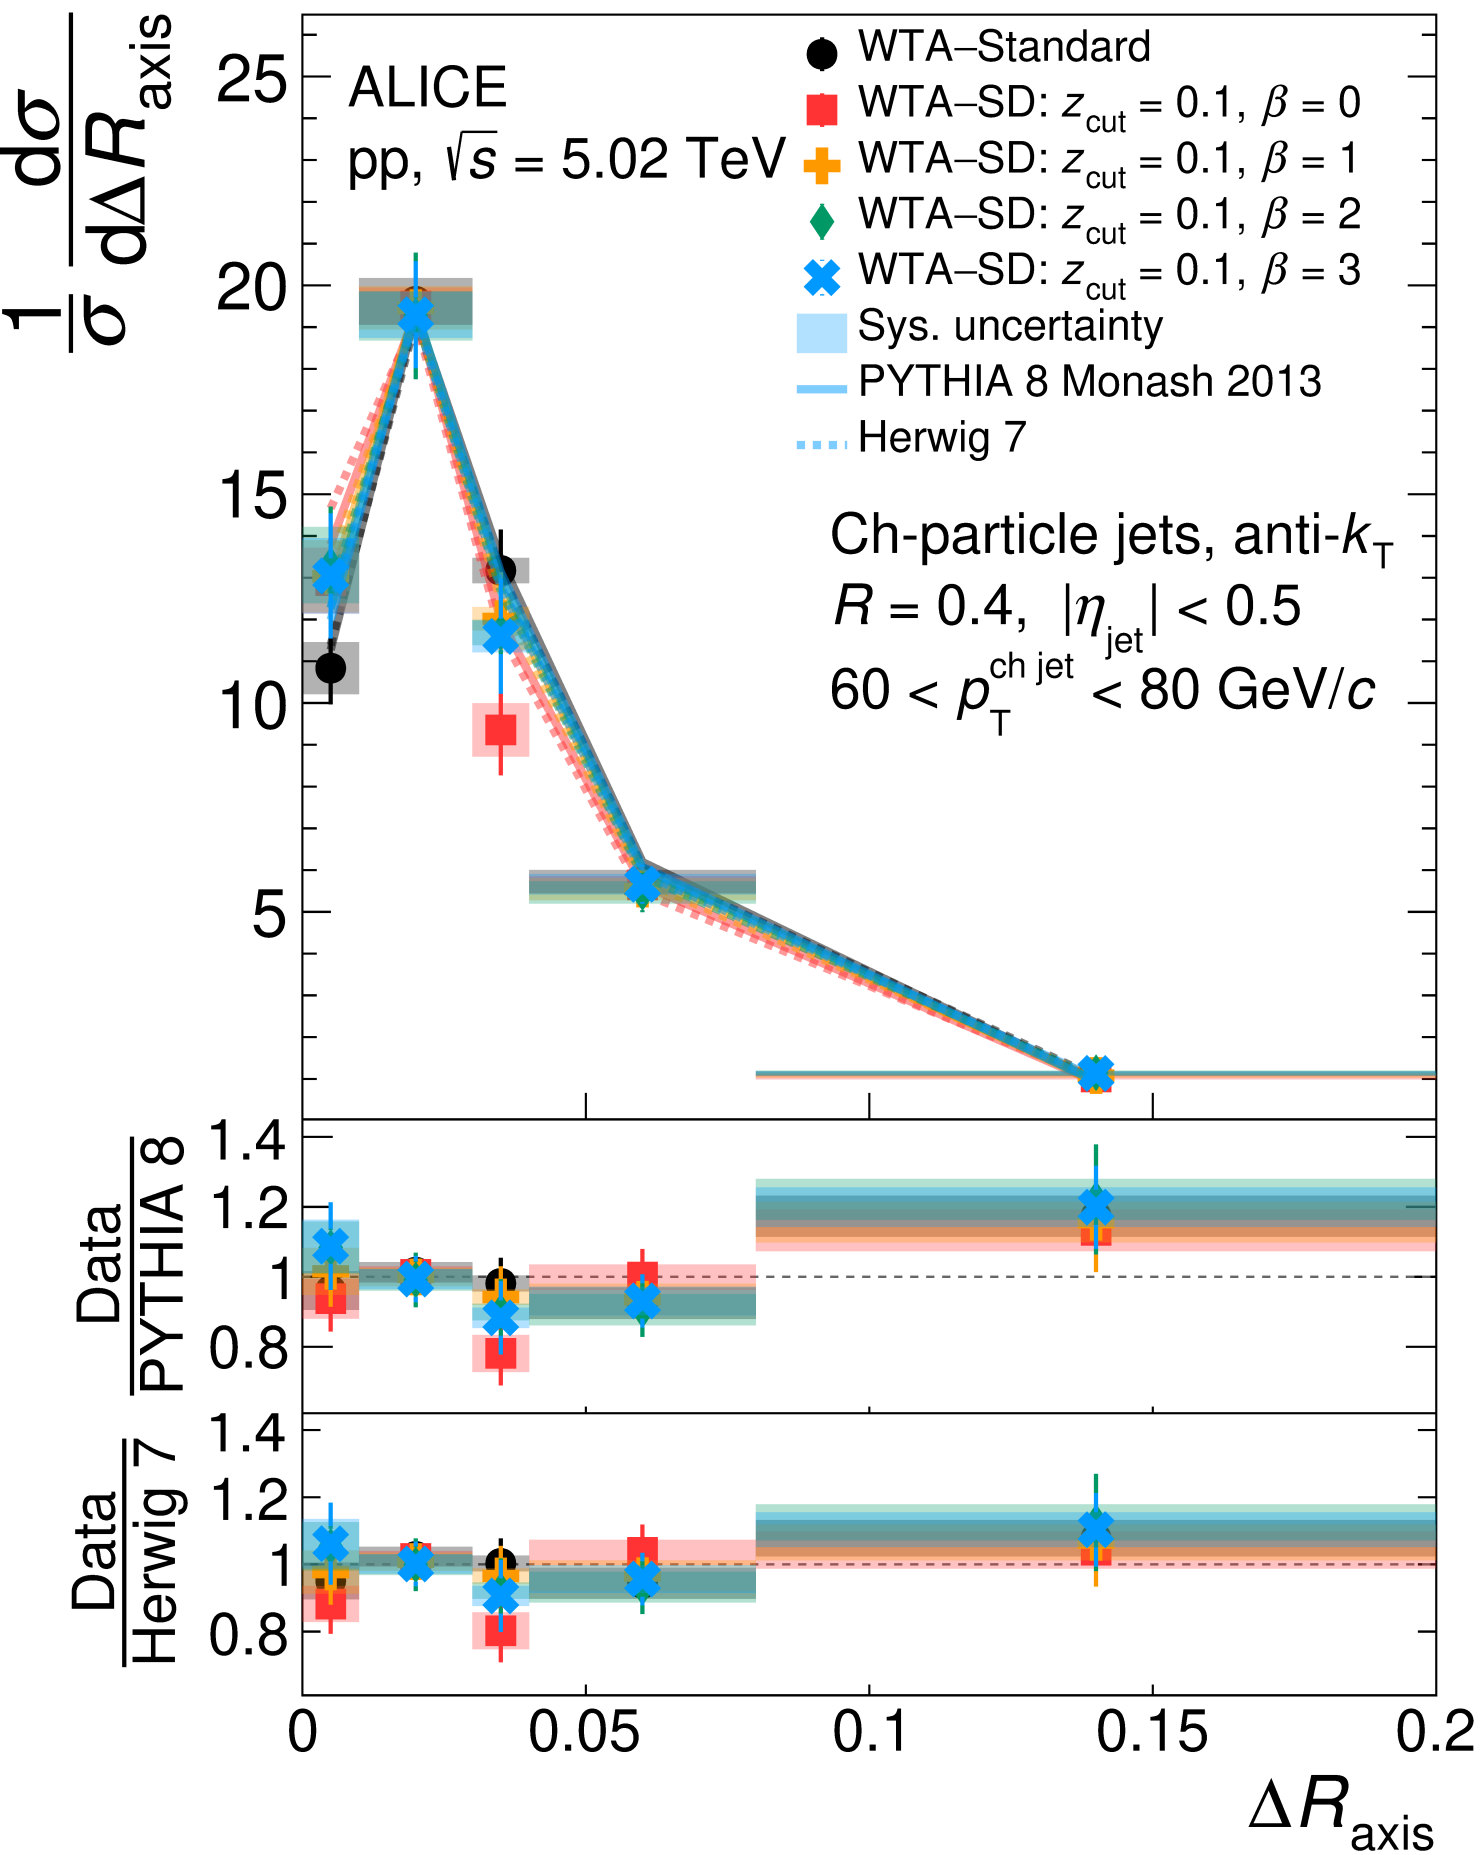 1/σ dσ/dΔR_axis
25
20
15
10
5
ALICE
pp, √s = 5.02 TeV
WTA–Standard
WTA–SD: z_cut = 0.1, β = 0
WTA–SD: z_cut = 0.1, β = 1
WTA–SD: z_cut = 0.1, β = 2
WTA–SD: z_cut = 0.1, β = 3
Sys. uncertainty
PYTHIA 8 Monash 2013
Herwig 7
Ch-particle jets, anti-k_T
R = 0.4, |η_jet| < 0.5
60 < p_T^ch jet < 80 GeV/c
Data
PYTHIA 8
1.4
1.2
1
0.8
Data
Herwig 7
1.4
1.2
1
0.8
0 0.05 0.1 0.15 0.2
ΔR_axis